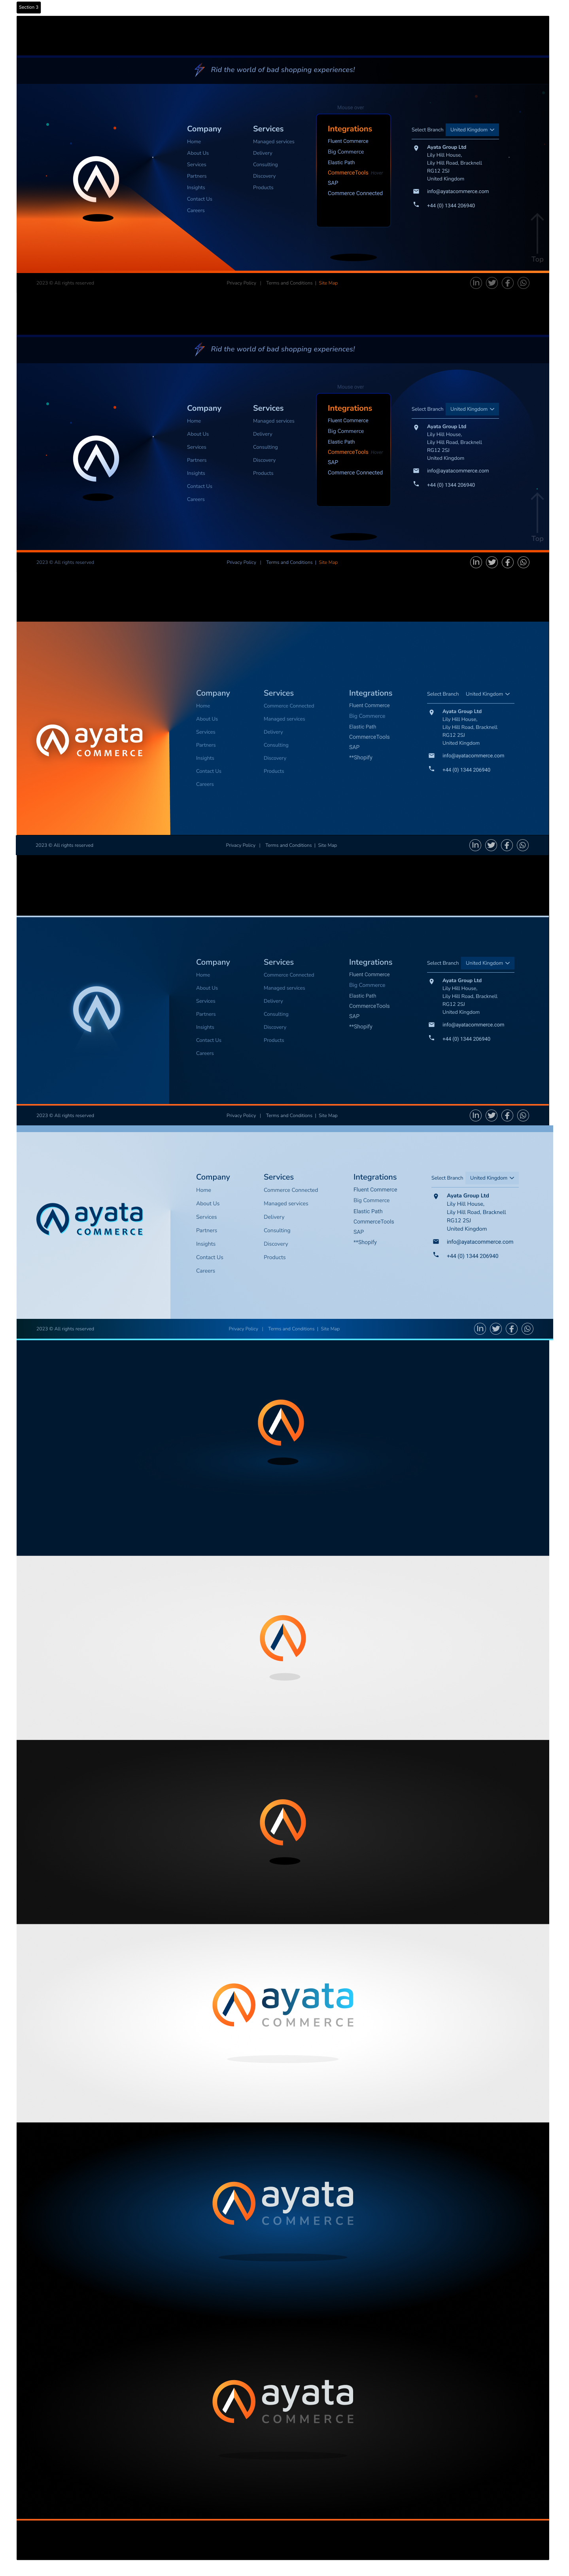 Section 3
Rid the world of bad shopping experiences!
Mouse over
Company
Home
About Us
Services
Partners
Insights
Contact Us
Careers
Services
Managed services
Delivery
Consulting
Discovery
Products
Integrations
Fluent Commerce
Big Commerce
Elastic Path
CommerceTools Hover
SAP
Commerce Connected
Select Branch United Kingdom
Ayata Group Ltd
Lily Hill House,
Lily Hill Road, Bracknell
RG12 2SJ
United Kingdom
info@ayatacommerce.com
+44 (0) 1344 206940
Top
2023 © All rights reserved
Privacy Policy | Terms and Conditions | Site Map
Rid the world of bad shopping experiences!
Mouse over
Company
Home
About Us
Services
Partners
Insights
Contact Us
Careers
Services
Managed services
Delivery
Consulting
Discovery
Products
Integrations
Fluent Commerce
Big Commerce
Elastic Path
CommerceTools Hover
SAP
Commerce Connected
Select Branch United Kingdom
Ayata Group Ltd
Lily Hill House,
Lily Hill Road, Bracknell
RG12 2SJ
United Kingdom
info@ayatacommerce.com
+44 (0) 1344 206940
Top
2023 © All rights reserved
Privacy Policy | Terms and Conditions | Site Map
ayata
COMMERCE
Company
Home
About Us
Services
Partners
Insights
Contact Us
Careers
Services
Commerce Connected
Managed services
Delivery
Consulting
Discovery
Products
Integrations
Fluent Commerce
Big Commerce
Elastic Path
CommerceTools
SAP
**Shopify
Select Branch United Kingdom
Ayata Group Ltd
Lily Hill House,
Lily Hill Road, Bracknell
RG12 2SJ
United Kingdom
info@ayatacommerce.com
+44 (0) 1344 206940
2023 © All rights reserved
Privacy Policy | Terms and Conditions | Site Map
Company
Home
About Us
Services
Partners
Insights
Contact Us
Careers
Services
Commerce Connected
Managed services
Delivery
Consulting
Discovery
Products
Integrations
Fluent Commerce
Big Commerce
Elastic Path
CommerceTools
SAP
**Shopify
Select Branch United Kingdom
Ayata Group Ltd
Lily Hill House,
Lily Hill Road, Bracknell
RG12 2SJ
United Kingdom
info@ayatacommerce.com
+44 (0) 1344 206940
2023 © All rights reserved
Privacy Policy | Terms and Conditions | Site Map
ayata
COMMERCE
Company
Home
About Us
Services
Partners
Insights
Contact Us
Careers
Services
Commerce Connected
Managed services
Delivery
Consulting
Discovery
Products
Integrations
Fluent Commerce
Big Commerce
Elastic Path
CommerceTools
SAP
**Shopify
Select Branch United Kingdom
Ayata Group Ltd
Lily Hill House,
Lily Hill Road, Bracknell
RG12 2SJ
United Kingdom
info@ayatacommerce.com
+44 (0) 1344 206940
2023 © All rights reserved
Privacy Policy | Terms and Conditions | Site Map
ayata
COMMERCE
ayata
COMMERCE
ayata
COMMERCE